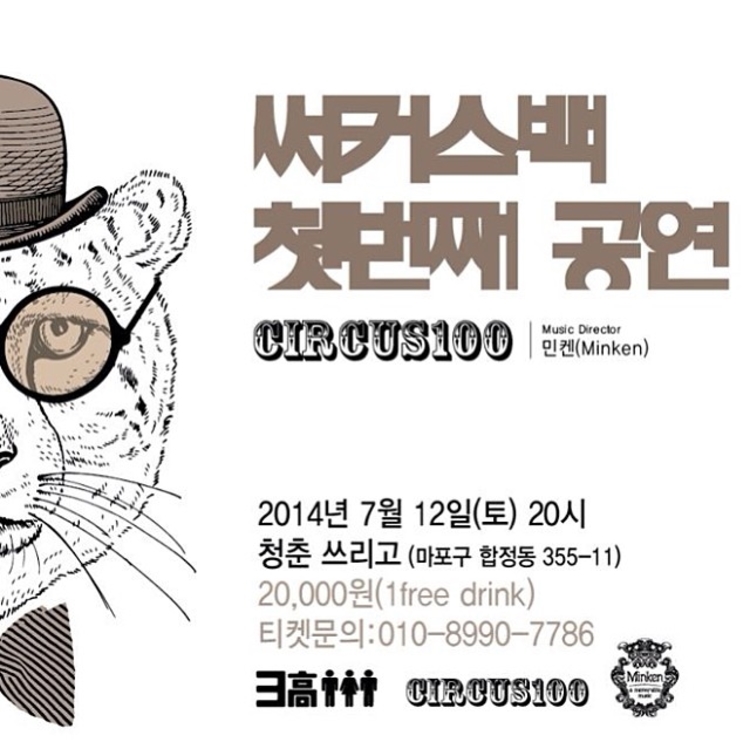 써커스백
첫번째 공연
CIRCUS100
Music Director
민켄(Minken)
2014년 7월 12일(토) 20시
청춘 쓰리고 (마포구 합정동 355-11)
20,000원(1free drink)
티켓문의:010-8990-7786
ヨ高
CIRCUS100
Minken
a memorable
music